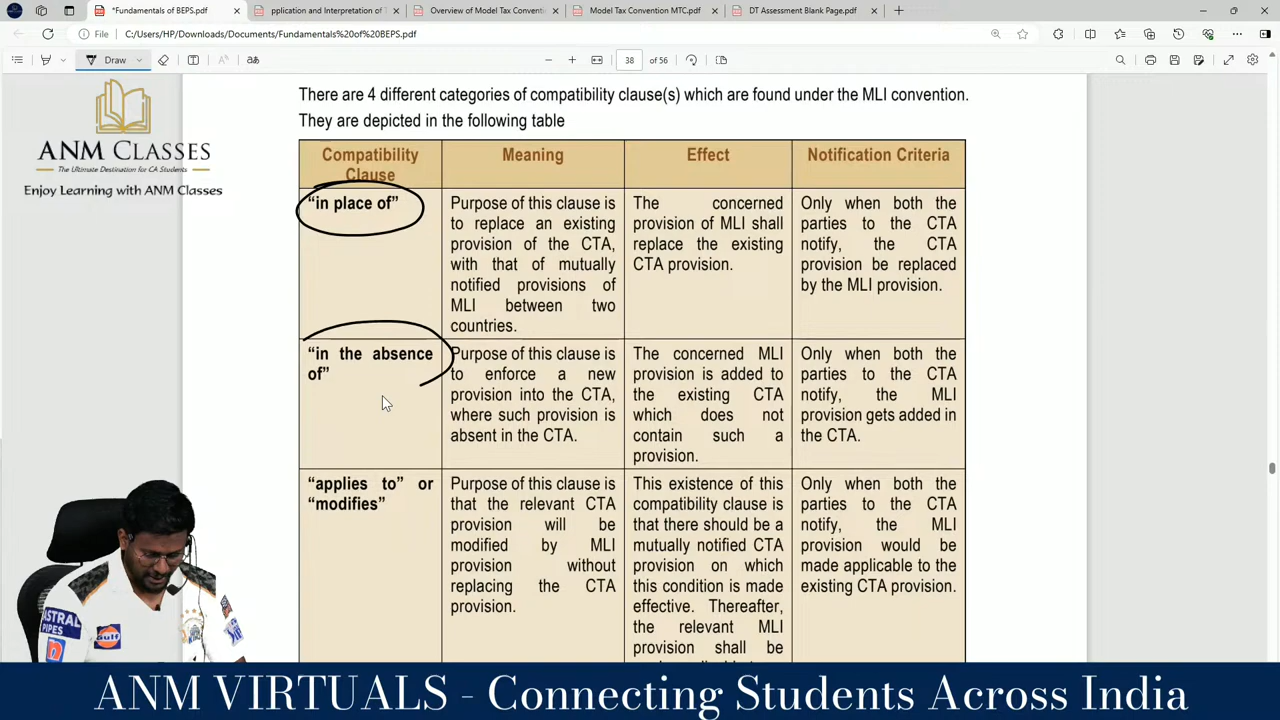 *Fundamentals of BEPS.pdf
pplication and Interpretation of
Overview of Model Tax Conventi
Model Tax Convention MTC.pdf
DT Assessment Blank Page.pdf
File
C:/Users/HP/Downloads/Documents/Fundamentals%20of%20BEPS.pdf
Draw
38 of 56
ANM CLASSES
The Ultimate Destination for CA Students
Enjoy Learning with ANM Classes
There are 4 different categories of compatibility clause(s) which are found under the MLI convention.
They are depicted in the following table
Compatibility
Clause
Meaning
Effect
Notification Criteria
“in place of”
Purpose of this clause is
to replace an existing
provision of the CTA,
with that of mutually
notified provisions of
MLI between two
countries.
The concerned
provision of MLI shall
replace the existing
CTA provision.
Only when both the
parties to the CTA
notify, the CTA
provision be replaced
by the MLI provision.
“in the absence
of”
Purpose of this clause is
to enforce a new
provision into the CTA,
where such provision is
absent in the CTA.
The concerned MLI
provision is added to
the existing CTA
which does not
contain such a
provision.
Only when both the
parties to the CTA
notify, the MLI
provision gets added in
the CTA.
“applies to” or
“modifies”
Purpose of this clause is
that the relevant CTA
provision will be
modified by MLI
provision without
replacing the CTA
provision.
This existence of this
compatibility clause is
that there should be a
mutually notified CTA
provision on which
this condition is made
effective. Thereafter,
the relevant MLI
provision shall be
Only when both the
parties to the CTA
notify, the MLI
provision would be
made applicable to the
existing CTA provision.
ASTRAL
PIPES
Gulf
ANM VIRTUALS - Connecting Students Across India